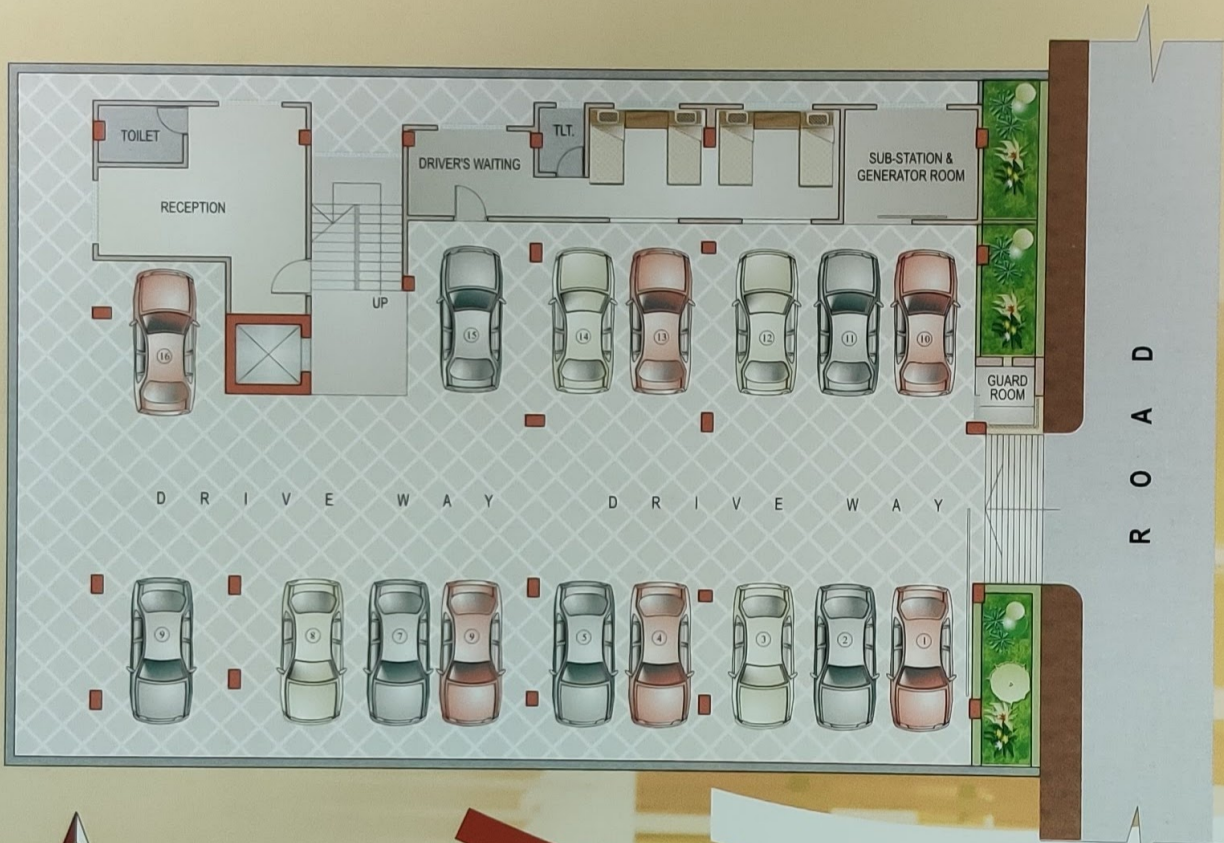 TOILET
TLT.
DRIVER'S WAITING
SUB-STATION &
GENERATOR ROOM
RECEPTION
UP
16
15
14
13
12
11
10
GUARD
ROOM
ROAD
DRIVE WAY DRIVE WAY
9
8
7
9
5
4
3
2
1